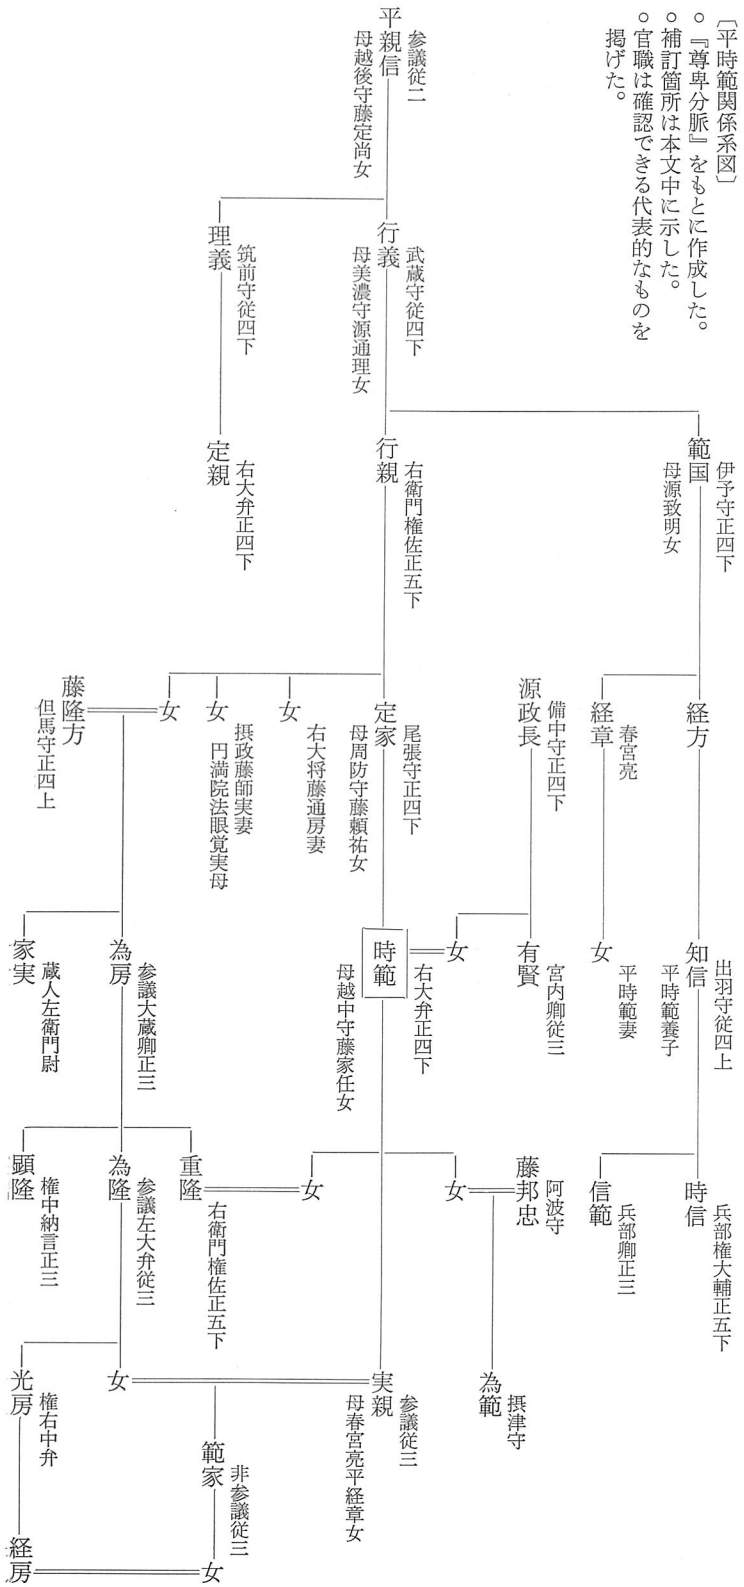 〔平時範関係系図〕
○『尊卑分脈』をもとに作成した。
○補訂箇所は本文中に示した。
○官職は確認できる代表的なものを
掲げた。
平親信
参議従二
母越後守藤定尚女
行義
武蔵守従四下
母美濃守源通理女
理義
筑前守従四下
定親
右大弁正四下
範国
伊予守正四下
母源致明女
行親
右衛門権佐正五下
経方
経章
春宮亮
源政長
備中守正四下
定家
尾張守正四下
母周防守藤頼祐女
女
右大将藤通房妻
女
摂政藤師実妻
円満院法眼覚実母
女
藤隆方
但馬守正四上
知信
出羽守従四上
平時範養子
女
平時範妻
有賢
宮内卿従三
女
時範
右大弁正四下
母越中守藤家任女
為房
参議大蔵卿正三
家実
蔵人左衛門尉
時信
兵部権大輔正五下
信範
兵部卿正三
藤邦忠
阿波守
女
女
重隆
右衛門権佐正五下
為隆
参議左大弁従三
顕隆
権中納言正三
為範
摂津守
実親
参議従三
母春宮亮平経章女
女
光房
権右中弁
範家
非参議従三
女
経房